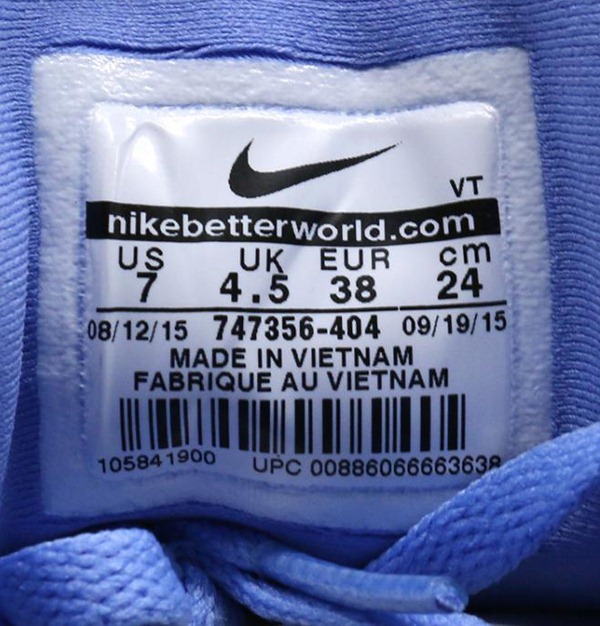 VT
nikebetterworld.com
US UK EUR cm
7 4.5 38 24
08/12/15 747356-404 09/19/15
MADE IN VIETNAM
FABRIQUE AU VIETNAM
105841900 UPC 00886066663638